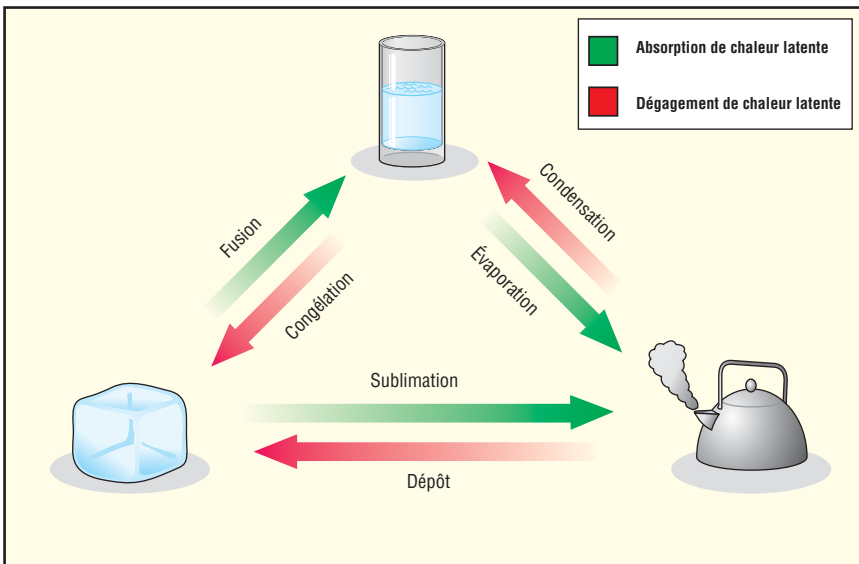 Absorption de chaleur latente
Dégagement de chaleur latente
Fusion
Congélation
Condensation
Évaporation
Sublimation
Dépôt